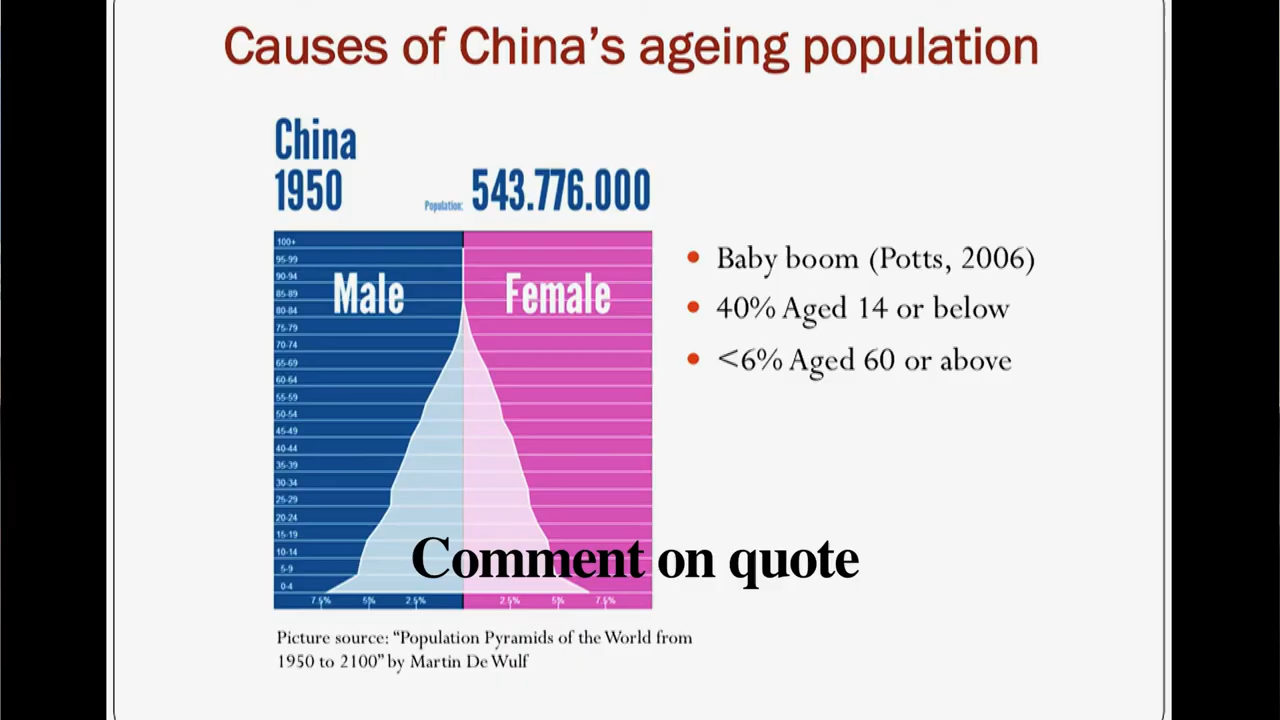 Causes of China's ageing population
China
1950
Population: 543.776.000
100+
95-99
90-94
85-89
80-84
75-79
70-74
65-69
60-64
55-59
50-54
45-49
40-44
35-39
30-34
25-29
20-24
15-19
10-14
5-9
0-4
Male
Female
7.5% 5% 2.5% 2.5% 5% 7.5%
• Baby boom (Potts, 2006)
• 40% Aged 14 or below
• <6% Aged 60 or above
Comment on quote
Picture source: “Population Pyramids of the World from
1950 to 2100” by Martin De Wulf